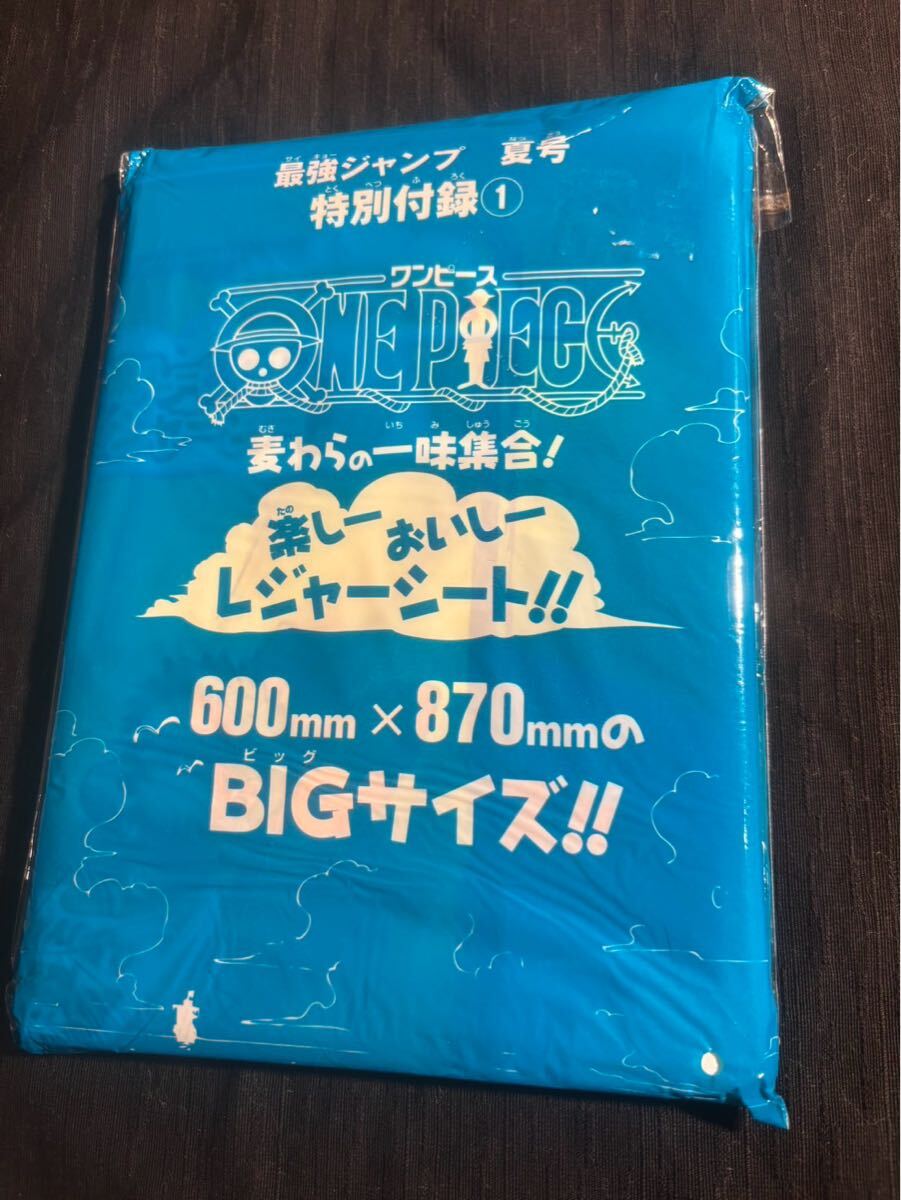 最強ジャンプ 夏号
特別付録①
ワンピース
ONE PIECE
麦わらの一味集合!
楽しーおいしー
レジャーシート!!
600mm×870mmの
BIGサイズ!!